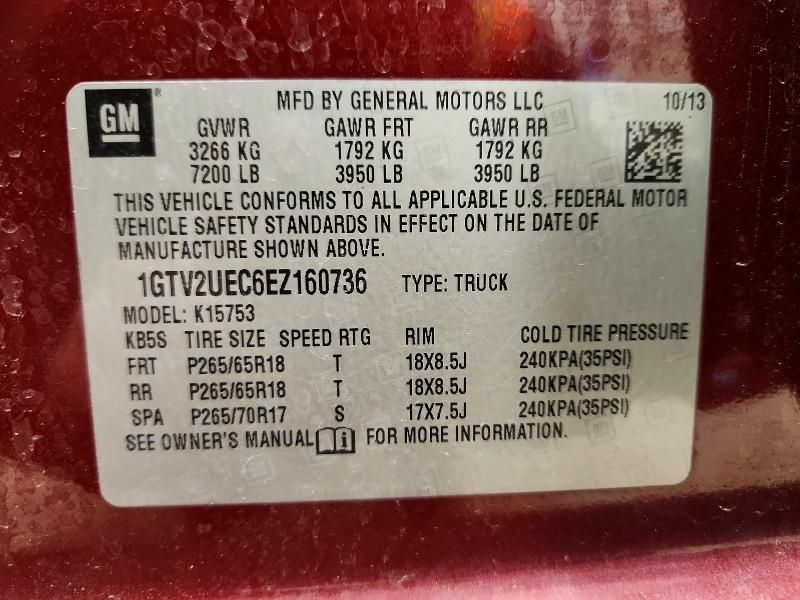 GM® MFD BY GENERAL MOTORS LLC 10/13
GVWR GAWR FRT GAWR RR
3266 KG 1792 KG 1792 KG
7200 LB 3950 LB 3950 LB
THIS VEHICLE CONFORMS TO ALL APPLICABLE U.S. FEDERAL MOTOR
VEHICLE SAFETY STANDARDS IN EFFECT ON THE DATE OF
MANUFACTURE SHOWN ABOVE.
1GTV2UEC6EZ160736 TYPE: TRUCK
MODEL: K15753
KB5S TIRE SIZE SPEED RTG RIM COLD TIRE PRESSURE
FRT P265/65R18 T 18X8.5J 240KPA(35PSI)
RR P265/65R18 T 18X8.5J 240KPA(35PSI)
SPA P265/70R17 S 17X7.5J 240KPA(35PSI)
SEE OWNER'S MANUAL FOR MORE INFORMATION.